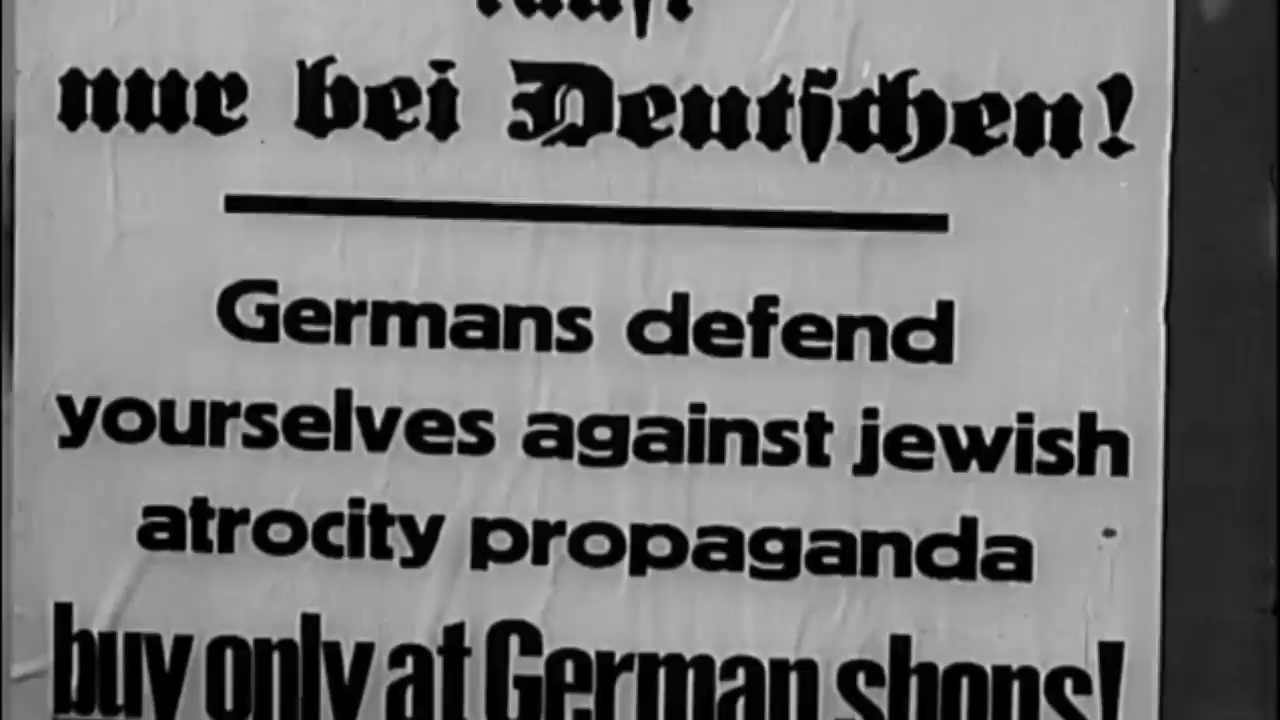 nur bei Deutschen!
Germans defend
yourselves against jewish
atrocity propaganda
buy only at German shops!